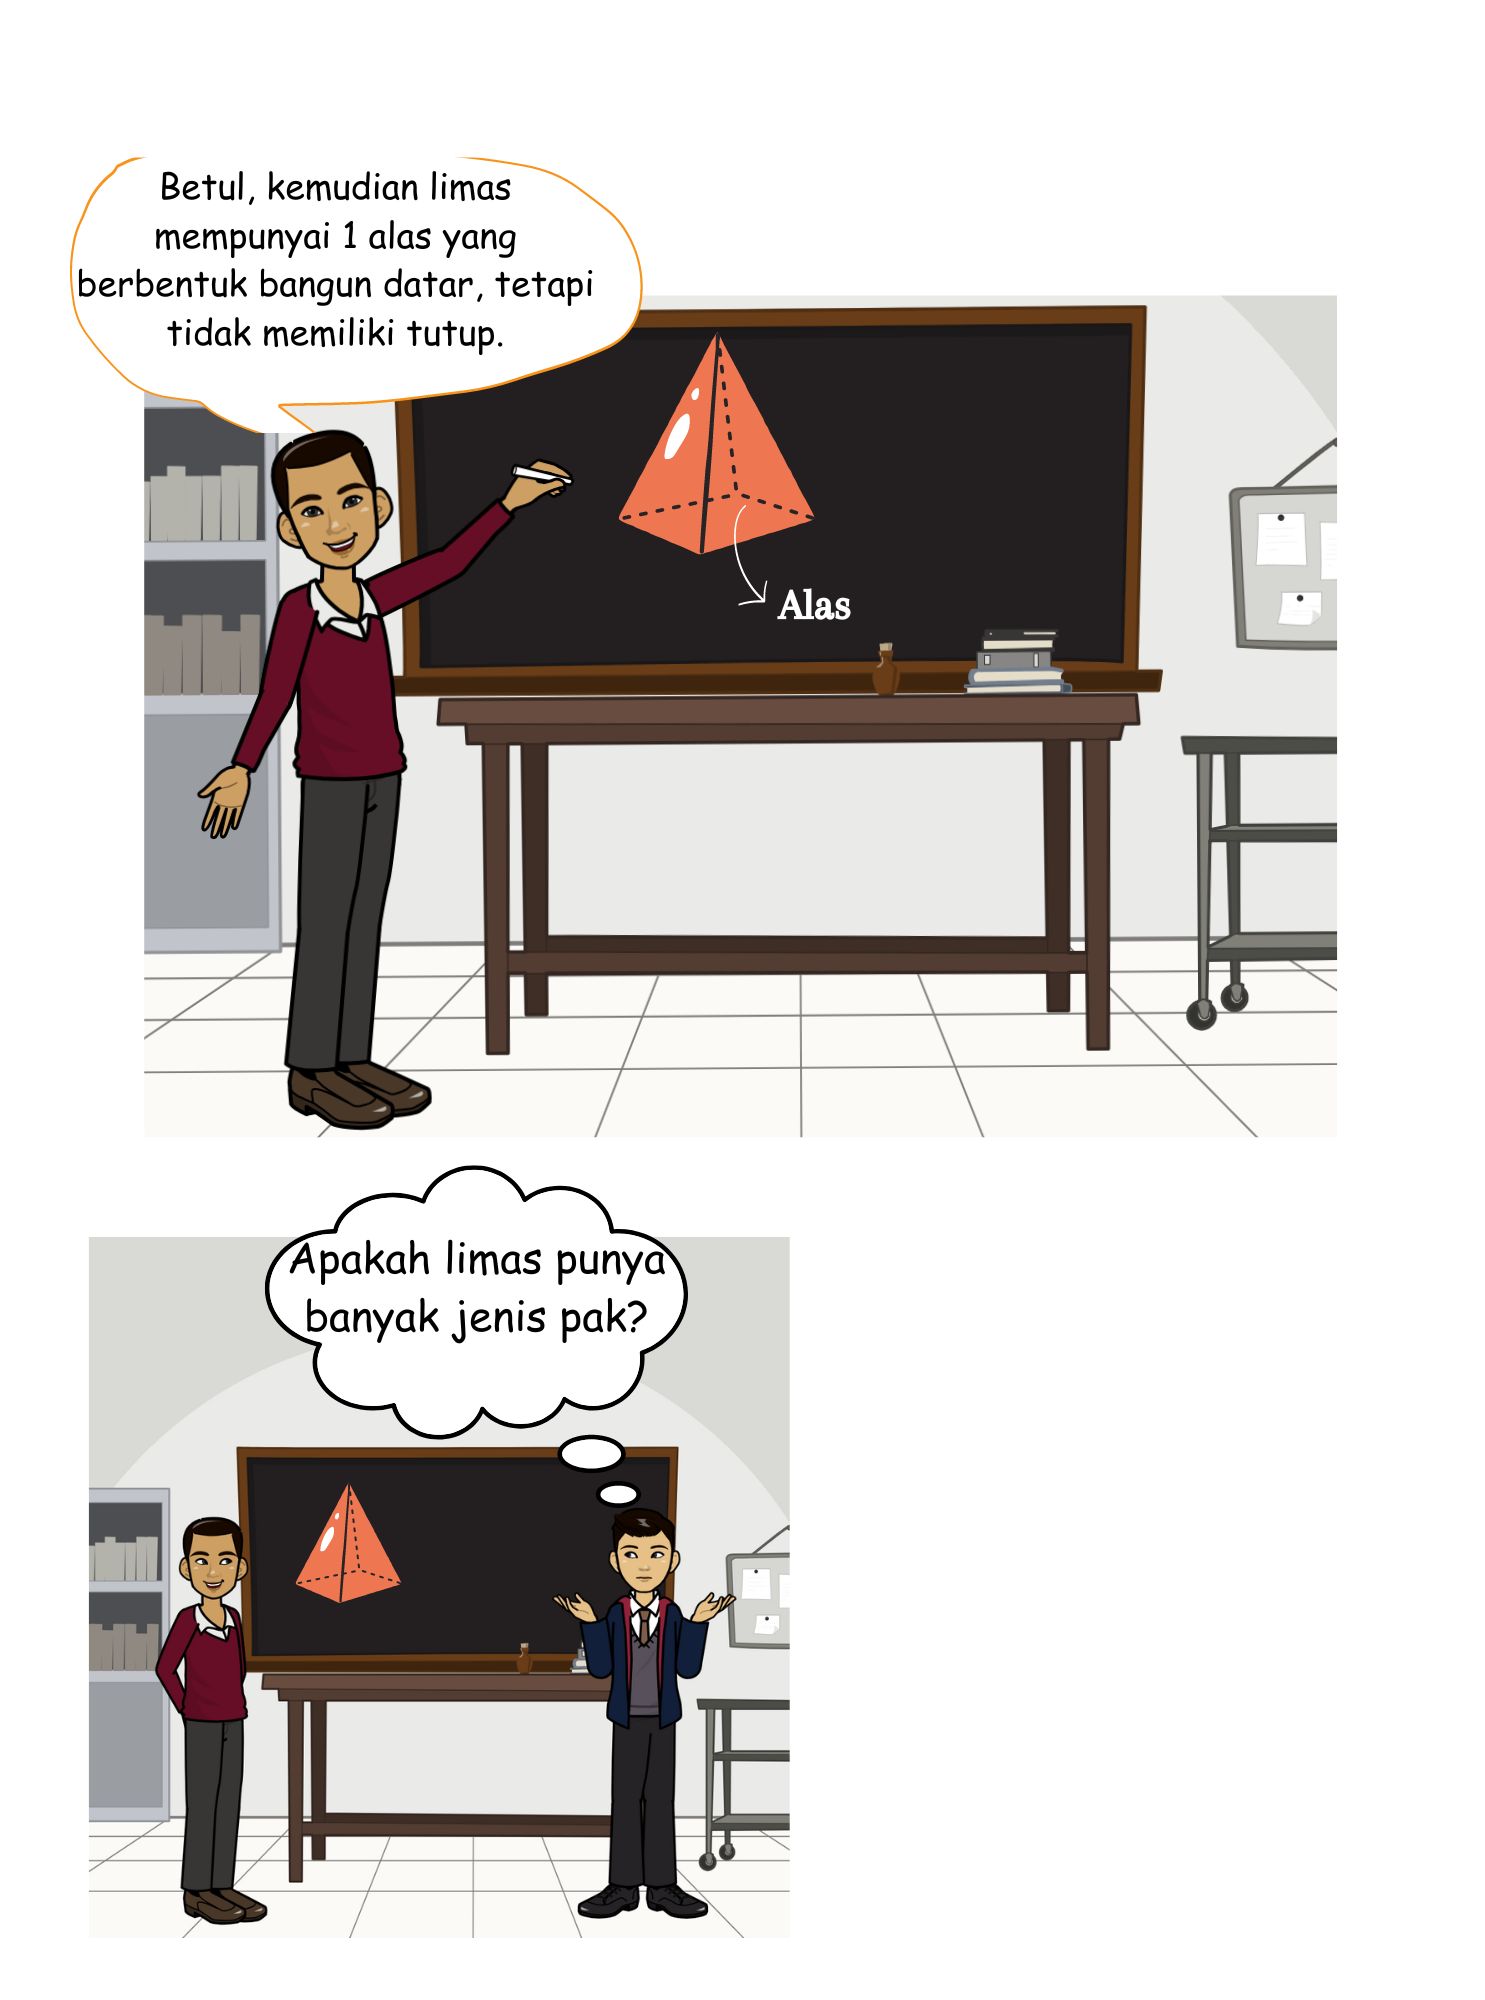 Betul, kemudian limas
mempunyai 1 alas yang
berbentuk bangun datar, tetapi
tidak memiliki tutup.
Alas
Apakah limas punya
banyak jenis pak?